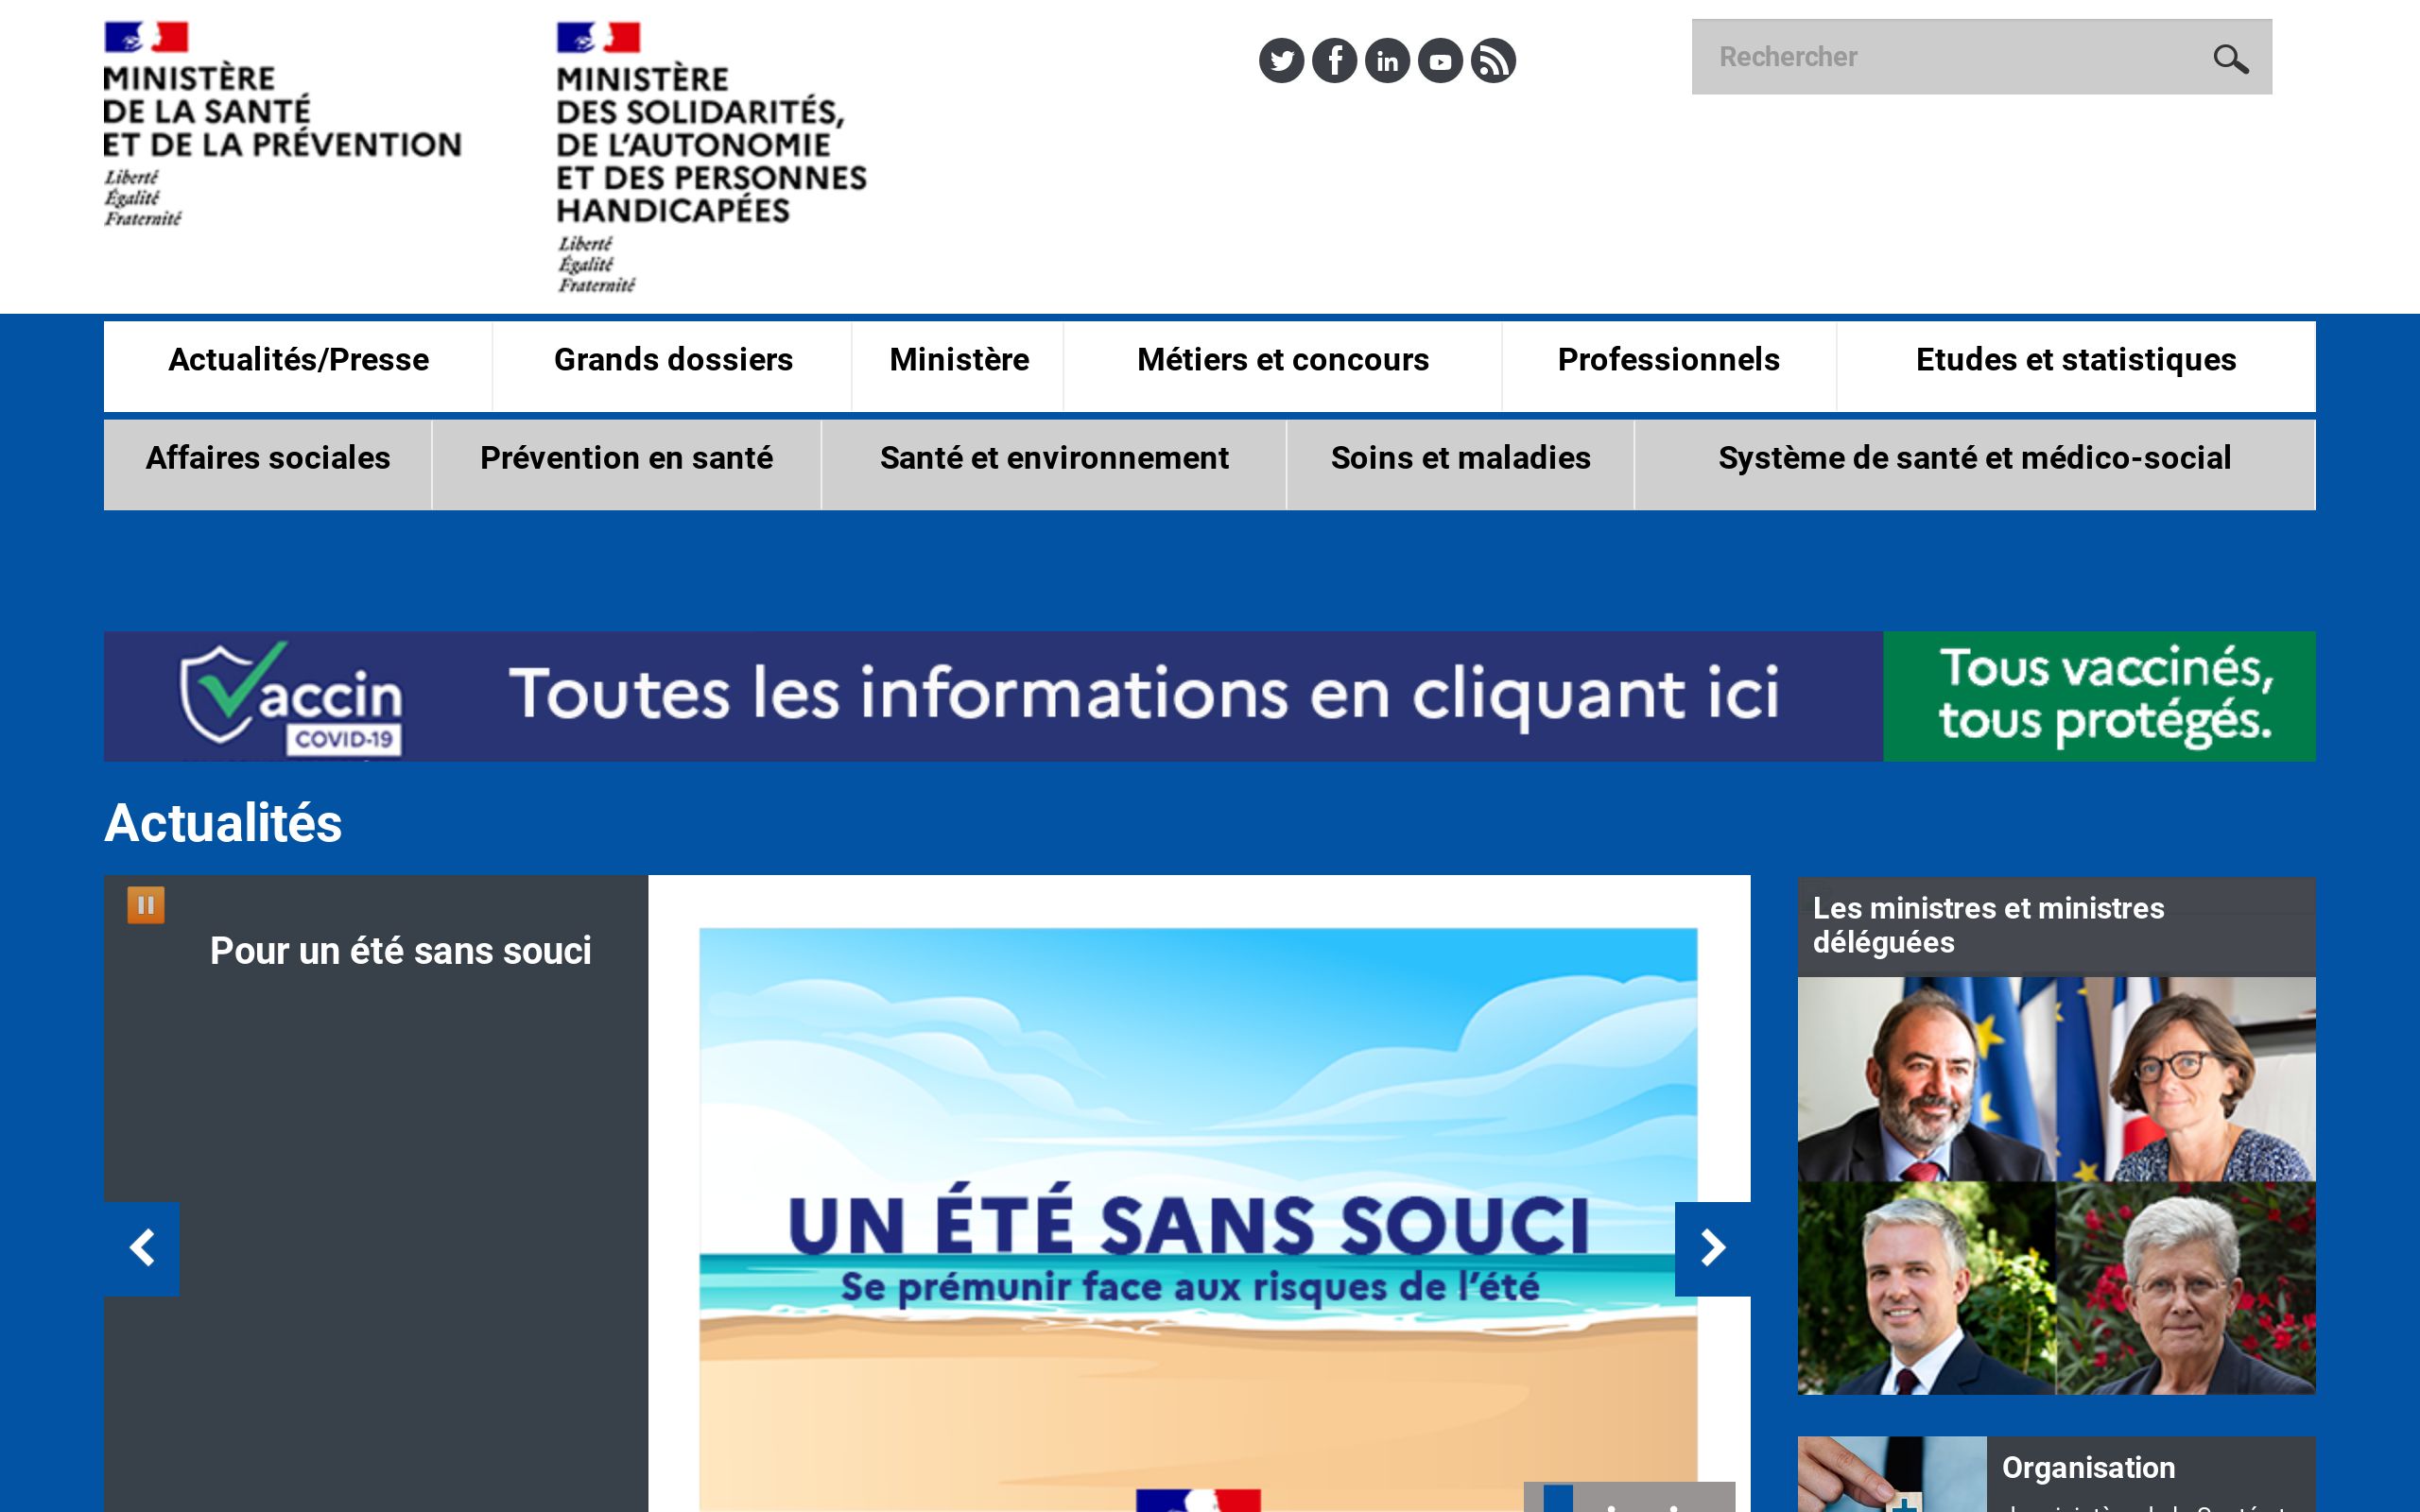 MINISTÈRE
DE LA SANTÉ
ET DE LA PRÉVENTION
Liberté
Égalité
Fraternité
MINISTÈRE
DES SOLIDARITÉS,
DE L'AUTONOMIE
ET DES PERSONNES
HANDICAPÉES
Liberté
Égalité
Fraternité
Rechercher
Actualités/Presse
Grands dossiers
Ministère
Métiers et concours
Professionnels
Etudes et statistiques
Affaires sociales
Prévention en santé
Santé et environnement
Soins et maladies
Système de santé et médico-social
Vaccin
COVID-19
Toutes les informations en cliquant ici
Tous vaccinés,
tous protégés.
Actualités
Pour un été sans souci
UN ÉTÉ SANS SOUCI
Se prémunir face aux risques de l'été
Les ministres et ministres
déléguées
Organisation